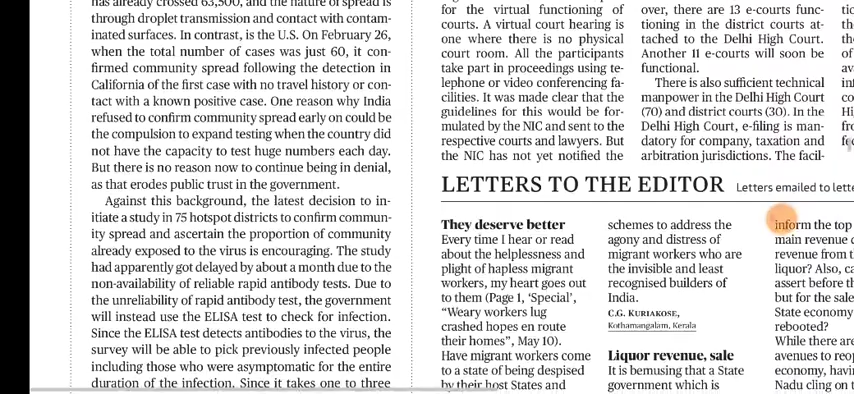 has already crossed 63,500, and the nature of spread is
through droplet transmission and contact with contam-
inated surfaces. In contrast, is the U.S. On February 26,
when the total number of cases was just 60, it con-
firmed community spread following the detection in
California of the first case with no travel history or con-
tact with a known positive case. One reason why India
refused to confirm community spread early on could be
the compulsion to expand testing when the country did
not have the capacity to test huge numbers each day.
But there is no reason now to continue being in denial,
as that erodes public trust in the government.
Against this background, the latest decision to in-
itiate a study in 75 hotspot districts to confirm commun-
ity spread and ascertain the proportion of community
already exposed to the virus is encouraging. The study
had apparently got delayed by about a month due to the
non-availability of reliable rapid antibody tests. Due to
the unreliability of rapid antibody test, the government
will instead use the ELISA test to check for infection.
Since the ELISA test detects antibodies to the virus, the
survey will be able to pick previously infected people
including those who were asymptomatic for the entire
duration of the infection. Since it takes one to three
for the virtual functioning of
courts. A virtual court hearing is
one where there is no physical
court room. All the participants
take part in proceedings using te-
lephone or video conferencing fa-
cilities. It was made clear that the
guidelines for this would be for-
mulated by the NIC and sent to the
respective courts and lawyers. But
the NIC has not yet notified the
over, there are 13 e-courts func-
tioning in the district courts at-
tached to the Delhi High Court.
Another 11 e-courts will soon be
functional.
There is also sufficient technical
manpower in the Delhi High Court
(70) and district courts (30). In the
Delhi High Court, e-filing is man-
datory for company, taxation and
arbitration jurisdictions. The facil-
LETTERS TO THE EDITOR Letters emailed to lette
They deserve better
Every time I hear or read
about the helplessness and
plight of hapless migrant
workers, my heart goes out
to them (Page 1, ‘Special’,
“Weary workers lug
crashed hopes en route
their homes”, May 10).
Have migrant workers come
to a state of being despised
by their host States and
schemes to address the
agony and distress of
migrant workers who are
the invisible and least
recognised builders of
India.
C.G. KURIAKOSE,
Kothamangalam, Kerala
Liquor revenue, sale
It is bemusing that a State
government which is
inform the top
main revenue
revenue from t
liquor? Also, ca
assert before th
but for the sale
State economy
rebooted?
While there are
avenues to reop
economy, havin
Nadu cling on t